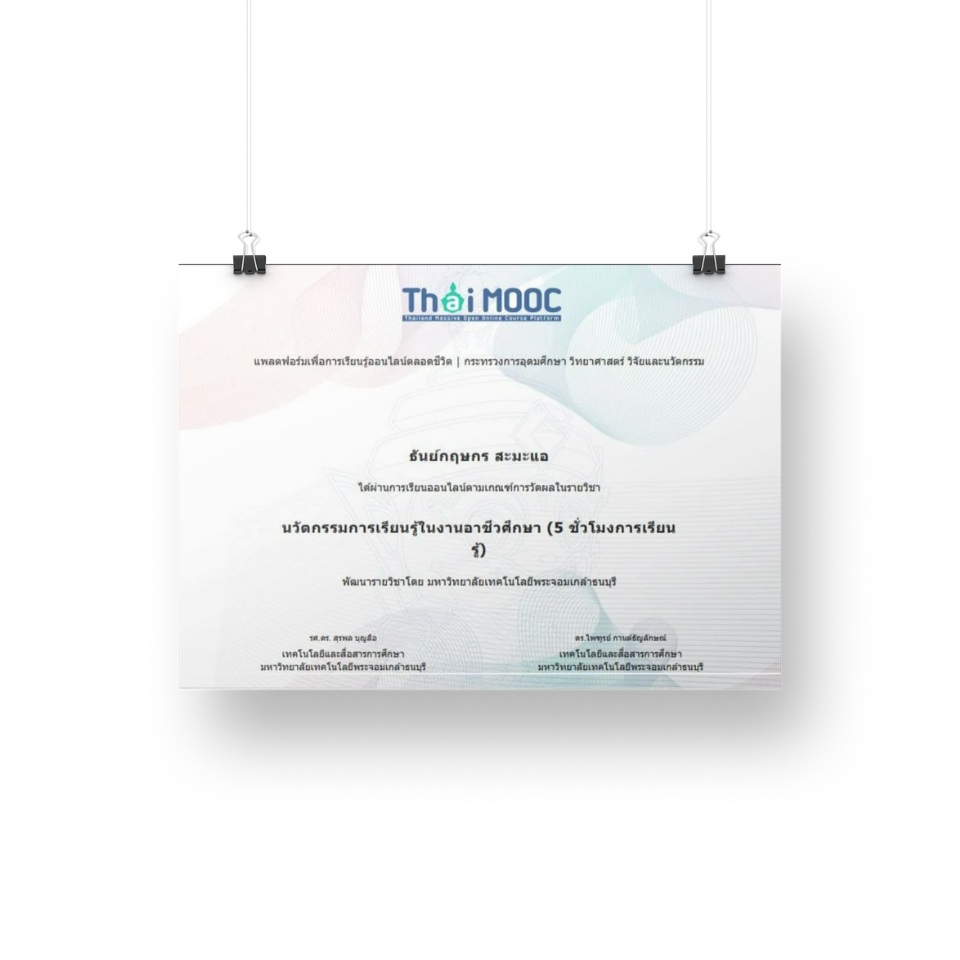 Thai MOOC
Thailand Massive Open Online Course Platform
แพลตฟอร์มเพื่อการเรียนรู้ออนไลน์ตลอดชีวิต | กระทรวงการอุดมศึกษา วิทยาศาสตร์ วิจัยและนวัตกรรม
ธันย์กฤษกร สะมะแอ
ได้ผ่านการเรียนออนไลน์ตามเกณฑ์การวัดผลในรายวิชา
นวัตกรรมการเรียนรู้ในงานอาชีวศึกษา (5 ชั่วโมงการเรียน
รู้)
พัฒนารายวิชาโดย มหาวิทยาลัยเทคโนโลยีพระจอมเกล้าธนบุรี
รศ.ดร. สุรพล บุญลือ
เทคโนโลยีและสื่อสารการศึกษา
มหาวิทยาลัยเทคโนโลยีพระจอมเกล้าธนบุรี
ดร.ไพฑูรย์ กานต์ธัญลักษณ์
เทคโนโลยีและสื่อสารการศึกษา
มหาวิทยาลัยเทคโนโลยีพระจอมเกล้าธนบุรี